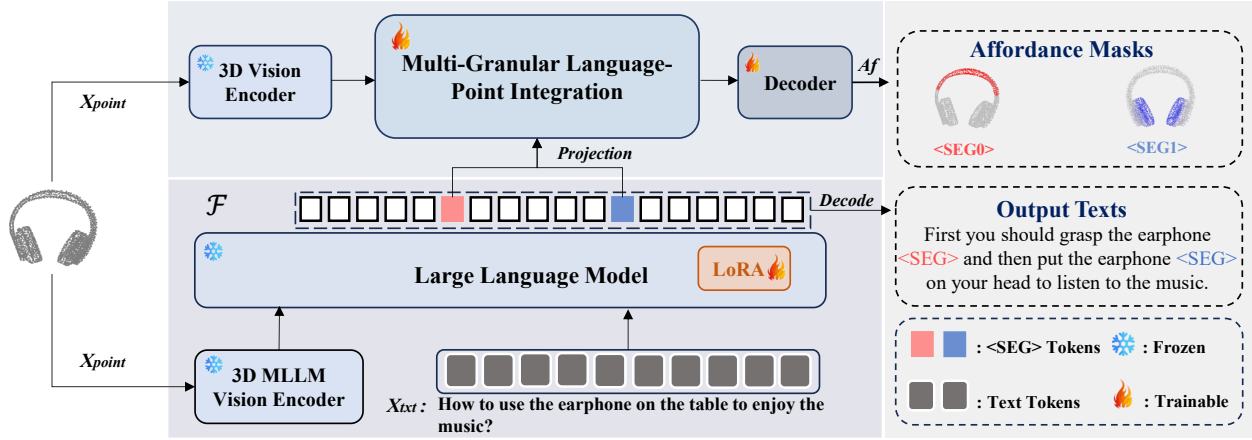 X_point
3D Vision
Encoder
Multi-Granular Language-
Point Integration
Decoder
Af
Affordance Masks
<SEG0>
<SEG1>
Projection
ℱ
Decode
Output Texts
First you should grasp the earphone
<SEG> and then put the earphone <SEG>
on your head to listen to the music.
Large Language Model
LoRA
X_point
3D MLLM
Vision Encoder
X_txt : How to use the earphone on the table to enjoy the
music?
: <SEG> Tokens
: Frozen
: Text Tokens
: Trainable